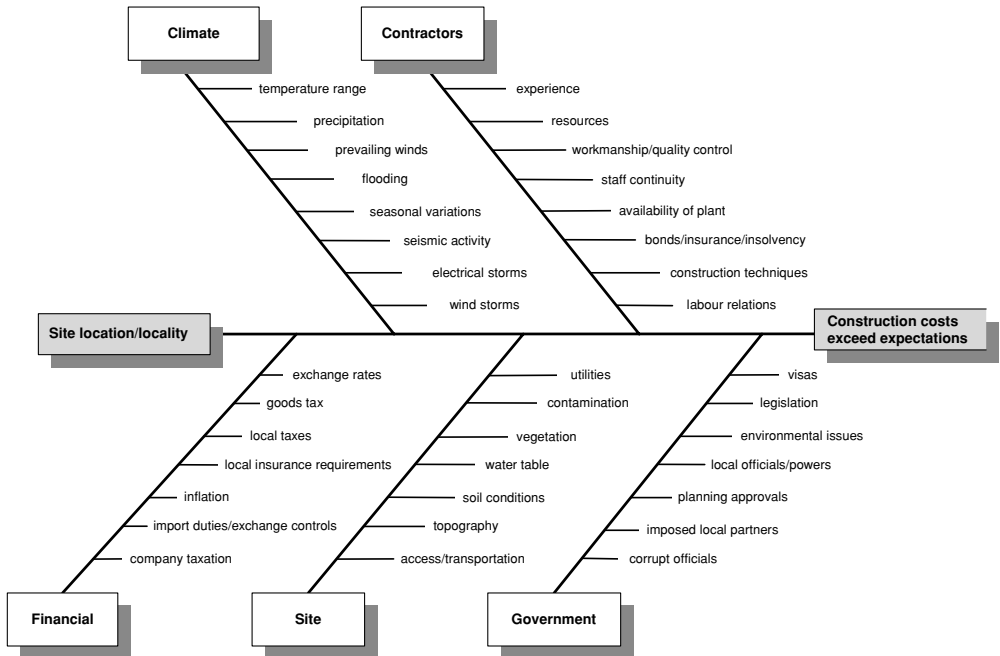 Climate
temperature range
precipitation
prevailing winds
flooding
seasonal variations
seismic activity
electrical storms
wind storms
Contractors
experience
resources
workmanship/quality control
staff continuity
availability of plant
bonds/insurance/insolvency
construction techniques
labour relations
Site location/locality
Construction costs
exceed expectations
exchange rates
goods tax
local taxes
local insurance requirements
inflation
import duties/exchange controls
company taxation
Financial
utilities
contamination
vegetation
water table
soil conditions
topography
access/transportation
Site
visas
legislation
environmental issues
local officials/powers
planning approvals
imposed local partners
corrupt officials
Government